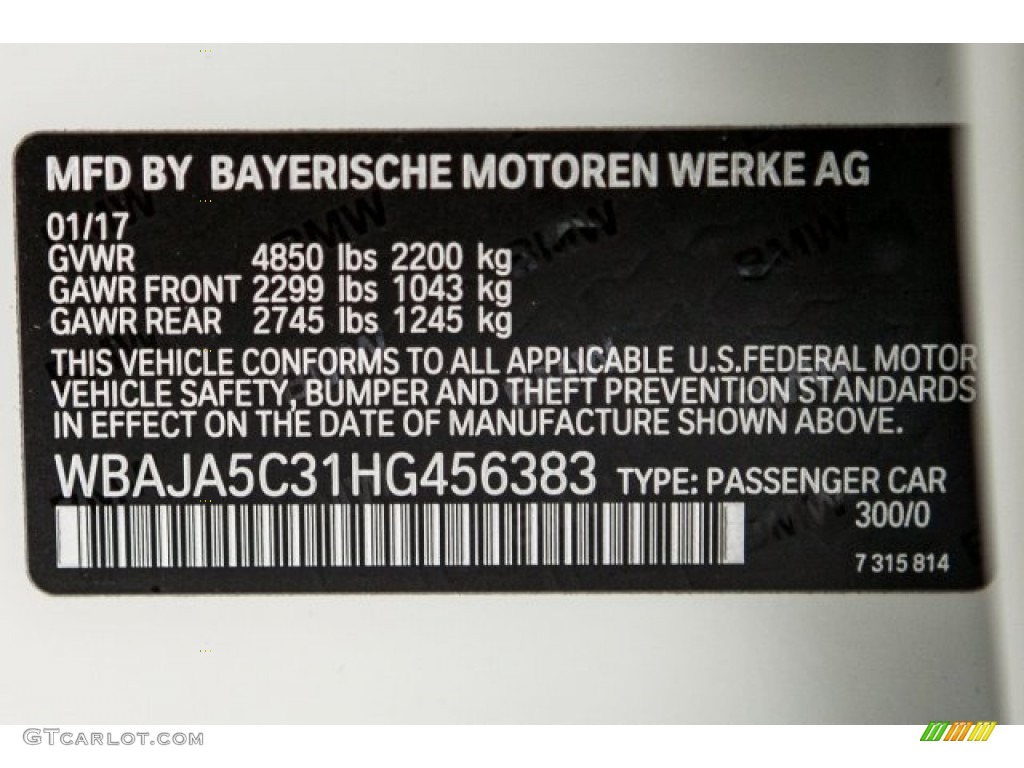 MFD BY BAYERISCHE MOTOREN WERKE AG
01/17
GVWR 4850 lbs 2200 kg
GAWR FRONT 2299 lbs 1043 kg
GAWR REAR 2745 lbs 1245 kg
THIS VEHICLE CONFORMS TO ALL APPLICABLE U.S.FEDERAL MOTOR
VEHICLE SAFETY, BUMPER AND THEFT PREVENTION STANDARDS
IN EFFECT ON THE DATE OF MANUFACTURE SHOWN ABOVE.
WBAJA5C31HG456383 TYPE: PASSENGER CAR
300/0
7 315 814
GTCARLOT.COM